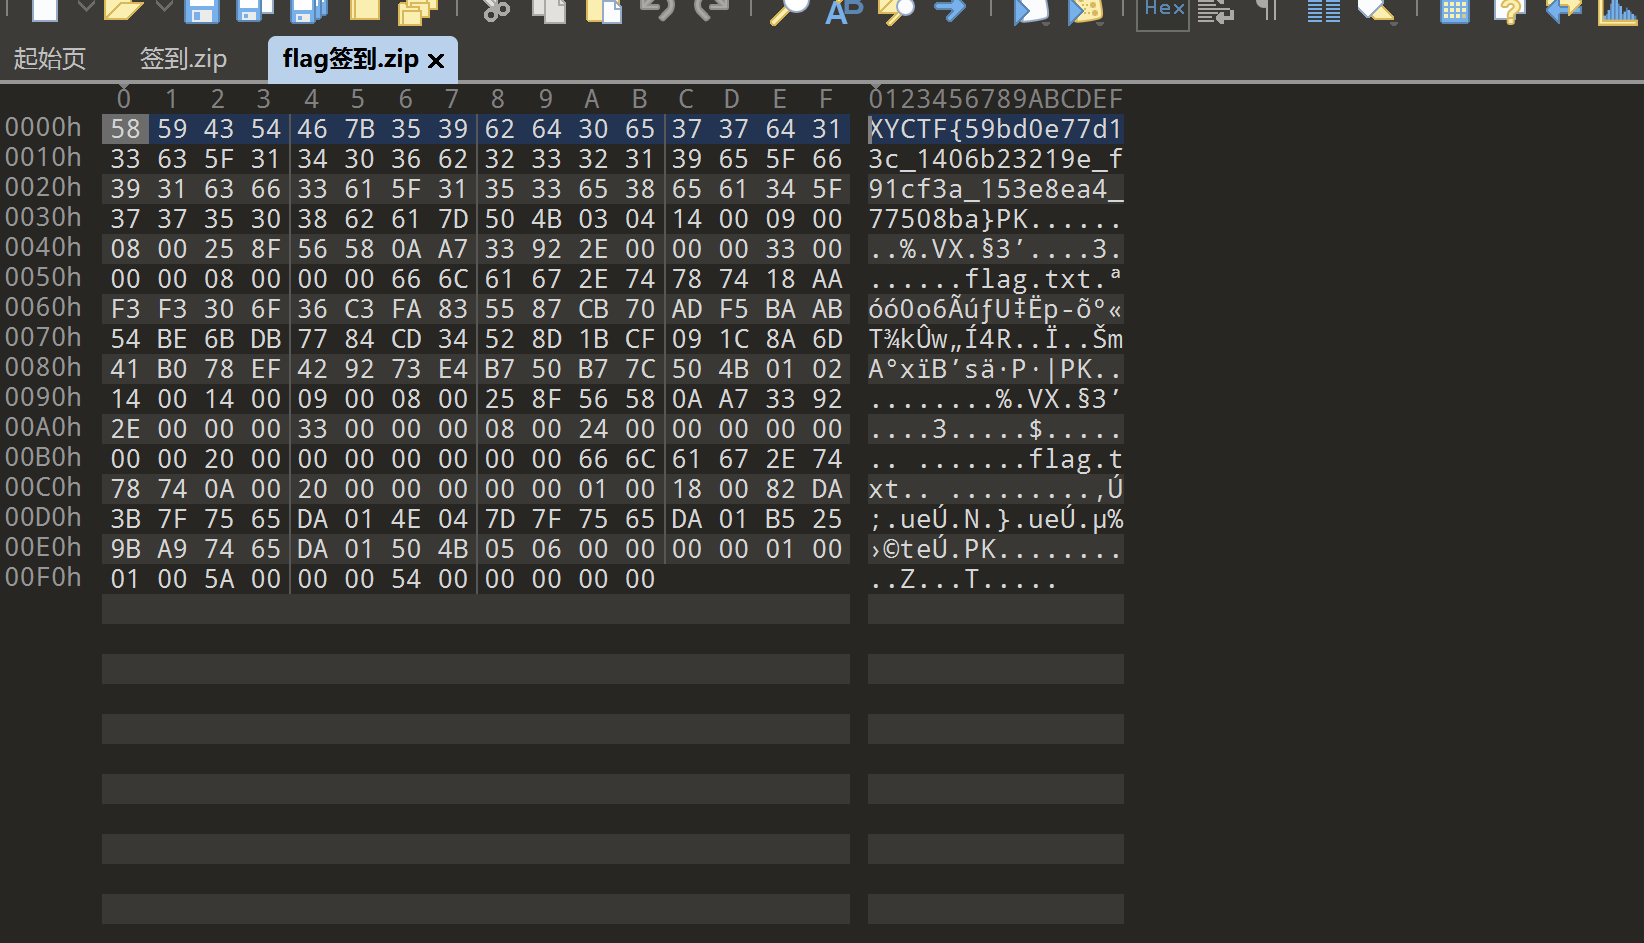 Hex
起始页 签到.zip flag签到.zip ×
0 1 2 3 4 5 6 7 8 9 A B C D E F 0123456789ABCDEF
0000h 58 59 43 54 46 7B 35 39 62 64 30 65 37 37 64 31 XYCTF{59bd0e77d1
0010h 33 63 5F 31 34 30 36 62 32 33 32 31 39 65 5F 66 3c_1406b23219e_f
0020h 39 31 63 66 33 61 5F 31 35 33 65 38 65 61 34 5F 91cf3a_153e8ea4_
0030h 37 37 35 30 38 62 61 7D 50 4B 03 04 14 00 09 00 77508ba}PK......
0040h 08 00 25 8F 56 58 0A A7 33 92 2E 00 00 00 33 00 ..%.VX.§3’....3.
0050h 00 00 08 00 00 00 66 6C 61 67 2E 74 78 74 18 AA ......flag.txt.ª
0060h F3 F3 30 6F 36 C3 FA 83 55 87 CB 70 AD F5 BA AB óó0o6ÃúƒU‡Ëp-õº«
0070h 54 BE 6B DB 77 84 CD 34 52 8D 1B CF 09 1C 8A 6D T¾kÛw„Í4R..Ï..Šm
0080h 41 B0 78 EF 42 92 73 E4 B7 50 B7 7C 50 4B 01 02 A°xïB’sä·P·|PK..
0090h 14 00 14 00 09 00 08 00 25 8F 56 58 0A A7 33 92 ........%.VX.§3’
00A0h 2E 00 00 00 33 00 00 00 08 00 24 00 00 00 00 00 ....3.....$.....
00B0h 00 00 20 00 00 00 00 00 00 00 66 6C 61 67 2E 74 .. .......flag.t
00C0h 78 74 0A 00 20 00 00 00 00 00 01 00 18 00 82 DA xt.. .........‚Ú
00D0h 3B 7F 75 65 DA 01 4E 04 7D 7F 75 65 DA 01 B5 25 ;.ueÚ.N.}.ueÚ.µ%
00E0h 9B A9 74 65 DA 01 50 4B 05 06 00 00 00 00 01 00 ›©teÚ.PK........
00F0h 01 00 5A 00 00 00 54 00 00 00 00 00 ..Z...T.....